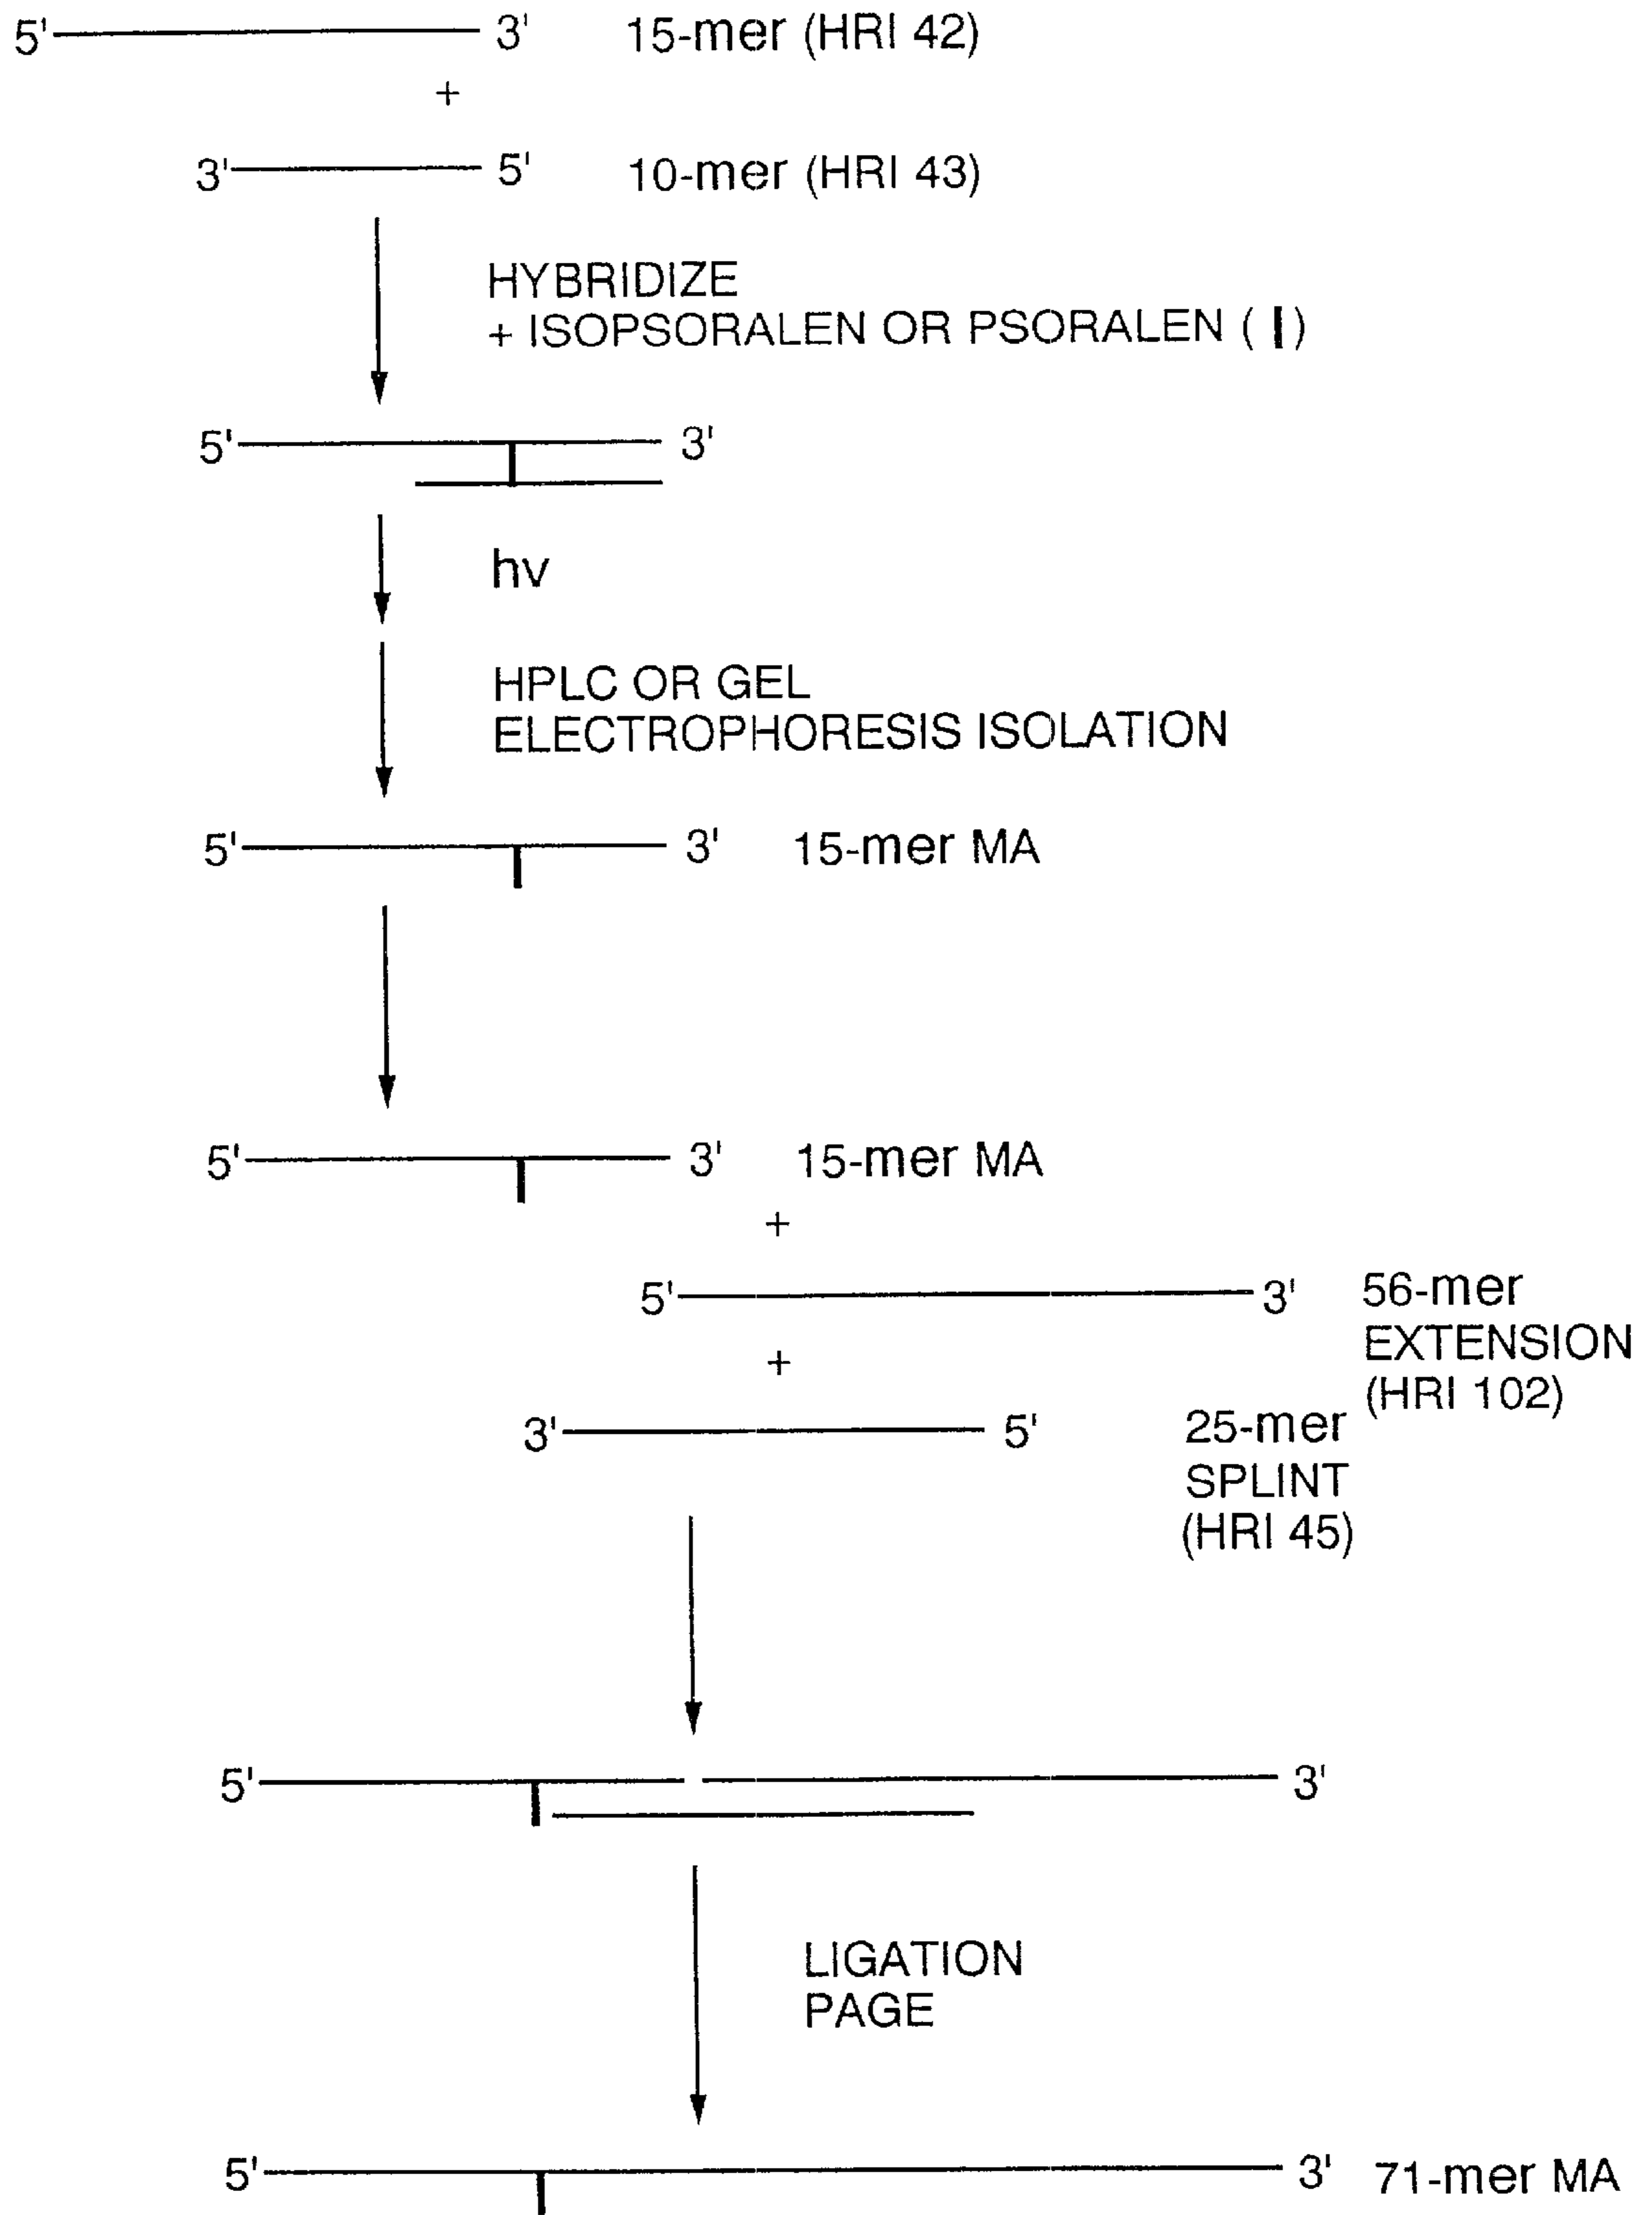 5' 3' 15-mer (HRI 42)
+
3' 5' 10-mer (HRI 43)
HYBRIDIZE
+ ISOPSORALEN OR PSORALEN ( )
5' 3'
hν
HPLC OR GEL
ELECTROPHORESIS ISOLATION
5' 3' 15-mer MA
5' 3' 15-mer MA
+
5' 3' 56-mer
EXTENSION
(HRI 102)
+
3' 5' 25-mer
SPLINT
(HRI 45)
5' 3'
LIGATION
PAGE
5' 3' 71-mer MA